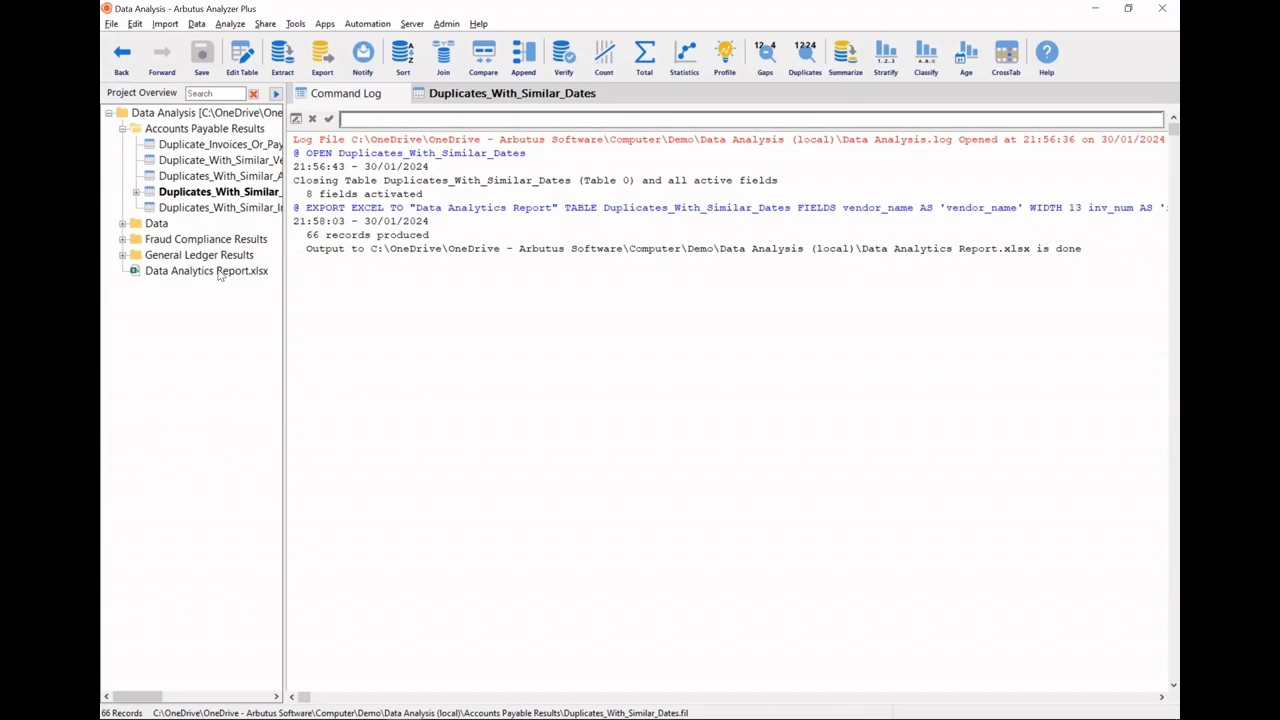 Data Analysis - Arbutus Analyzer Plus
File Edit Import Data Analyze Share Tools Apps Automation Server Admin Help
Back Forward Save Edit Table Extract Export Notify Sort Join Compare Append Verify Count Total Statistics Profile Gaps Duplicates Summarize Stratify Classify Age CrossTab Help
Project Overview Search
Command Log Duplicates_With_Similar_Dates
Data Analysis [C:\OneDrive\One
Accounts Payable Results
Duplicate_Invoices_Or_Pay
Duplicate_With_Similar_Ve
Duplicates_With_Similar_A
Duplicates_With_Similar_
Duplicates_With_Similar_I
Data
Fraud Compliance Results
General Ledger Results
Data Analytics Report.xlsx
Log File C:\OneDrive\OneDrive - Arbutus Software\Computer\Demo\Data Analysis (local)\Data Analysis.log Opened at 21:56:36 on 30/01/2024
@ OPEN Duplicates_With_Similar_Dates
21:56:43 - 30/01/2024
Closing Table Duplicates_With_Similar_Dates (Table 0) and all active fields
8 fields activated
@ EXPORT EXCEL TO "Data Analytics Report" TABLE Duplicates_With_Similar_Dates FIELDS vendor_name AS 'vendor_name' WIDTH 13 inv_num AS '
21:58:03 - 30/01/2024
66 records produced
Output to C:\OneDrive\OneDrive - Arbutus Software\Computer\Demo\Data Analysis (local)\Data Analytics Report.xlsx is done
66 Records C:\OneDrive\OneDrive - Arbutus Software\Computer\Demo\Data Analysis (local)\Accounts Payable Results\Duplicates_With_Similar_Dates.fil